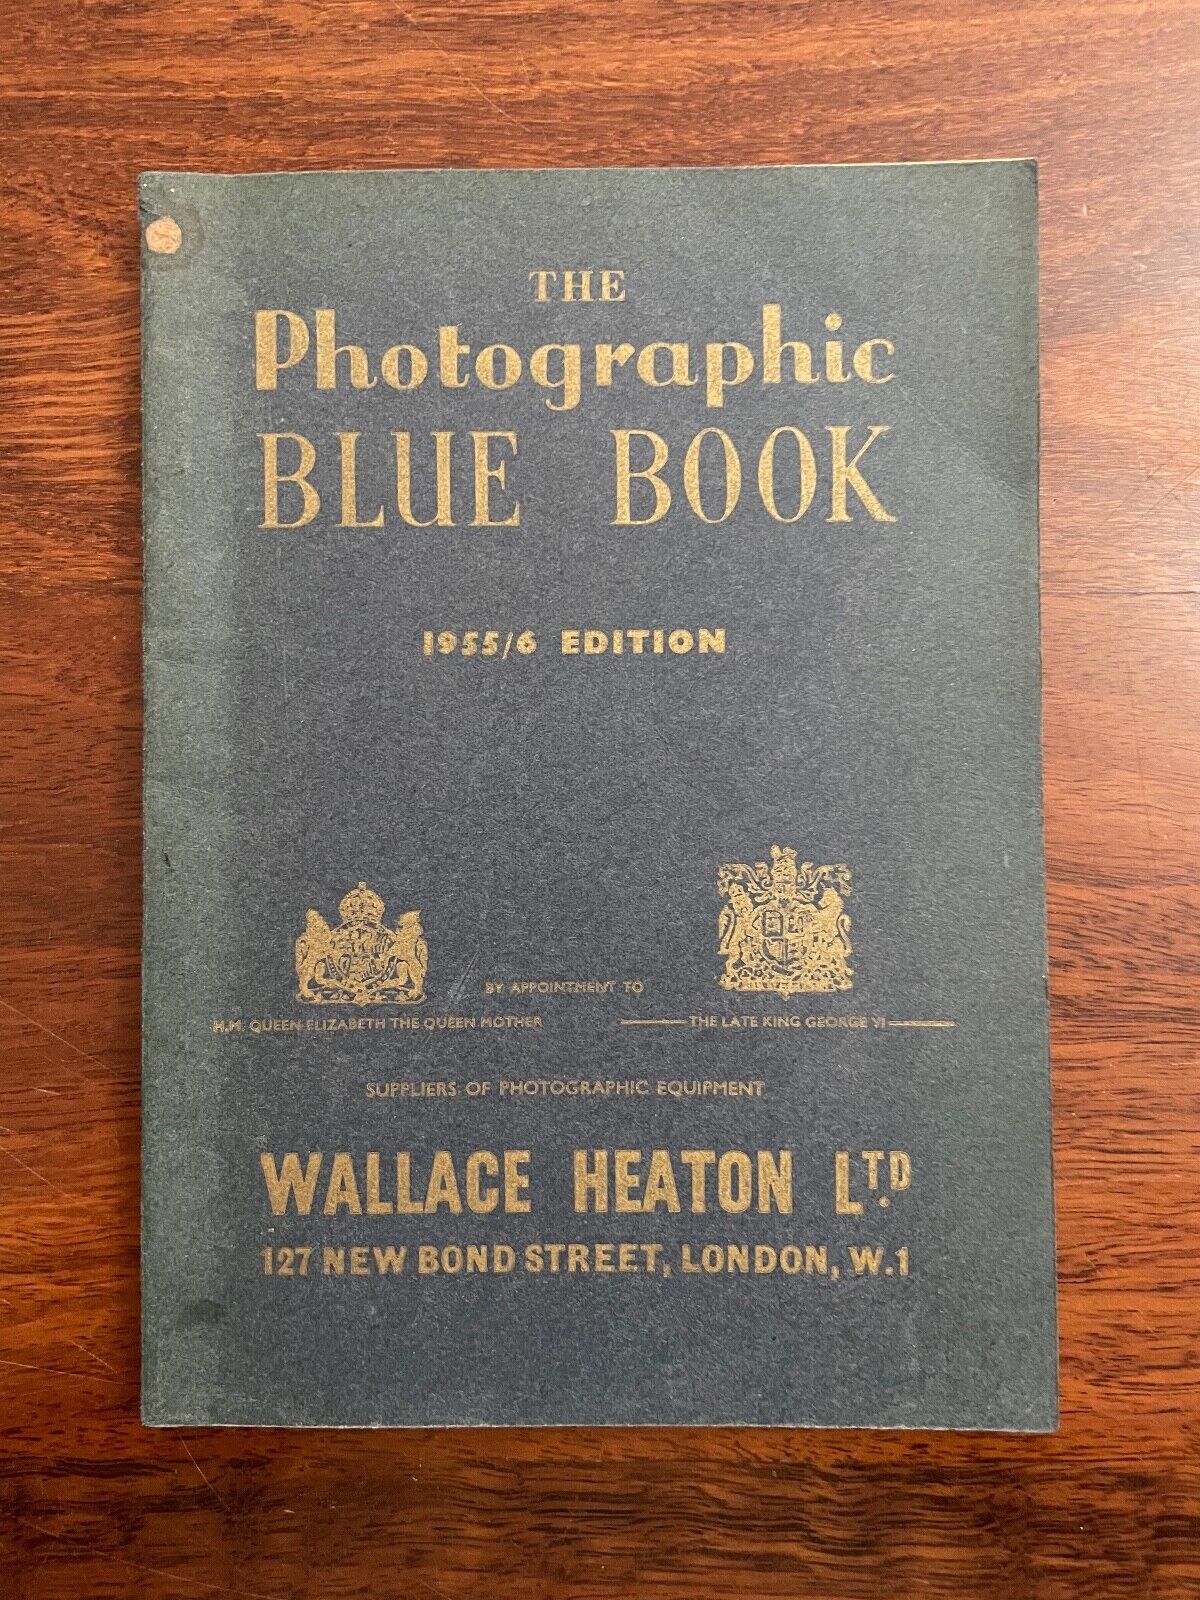 THE
Photographic
BLUE BOOK
1955/6 EDITION
BY APPOINTMENT TO
H.M. QUEEN ELIZABETH THE QUEEN MOTHER
THE LATE KING GEORGE VI
SUPPLIERS OF PHOTOGRAPHIC EQUIPMENT
WALLACE HEATON LTD.
127 NEW BOND STREET, LONDON, W.1